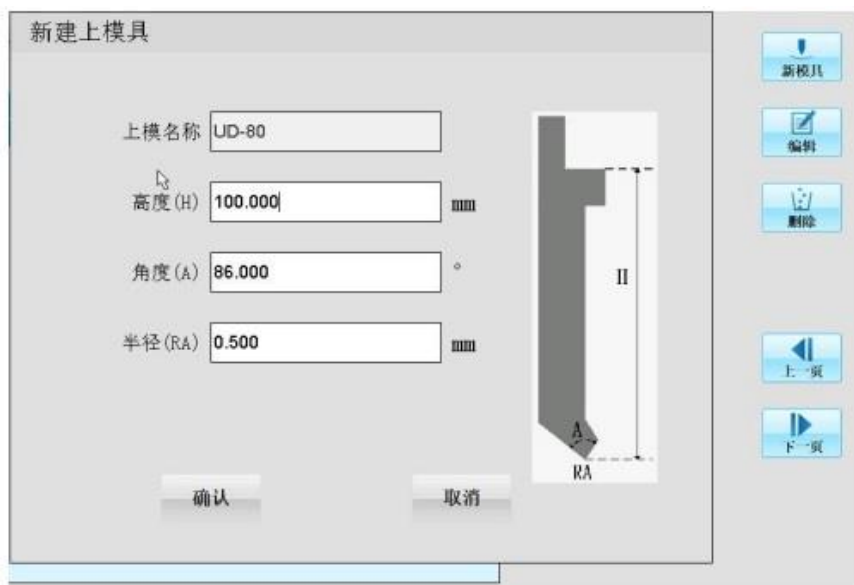 新建上模具
上模名称 UD-80
高度(H) 100.000 mm
角度(A) 86.000 °
半径(RA) 0.500 mm
确认 取消
H
A
RA
新模具
编辑
删除
上一页
下一页